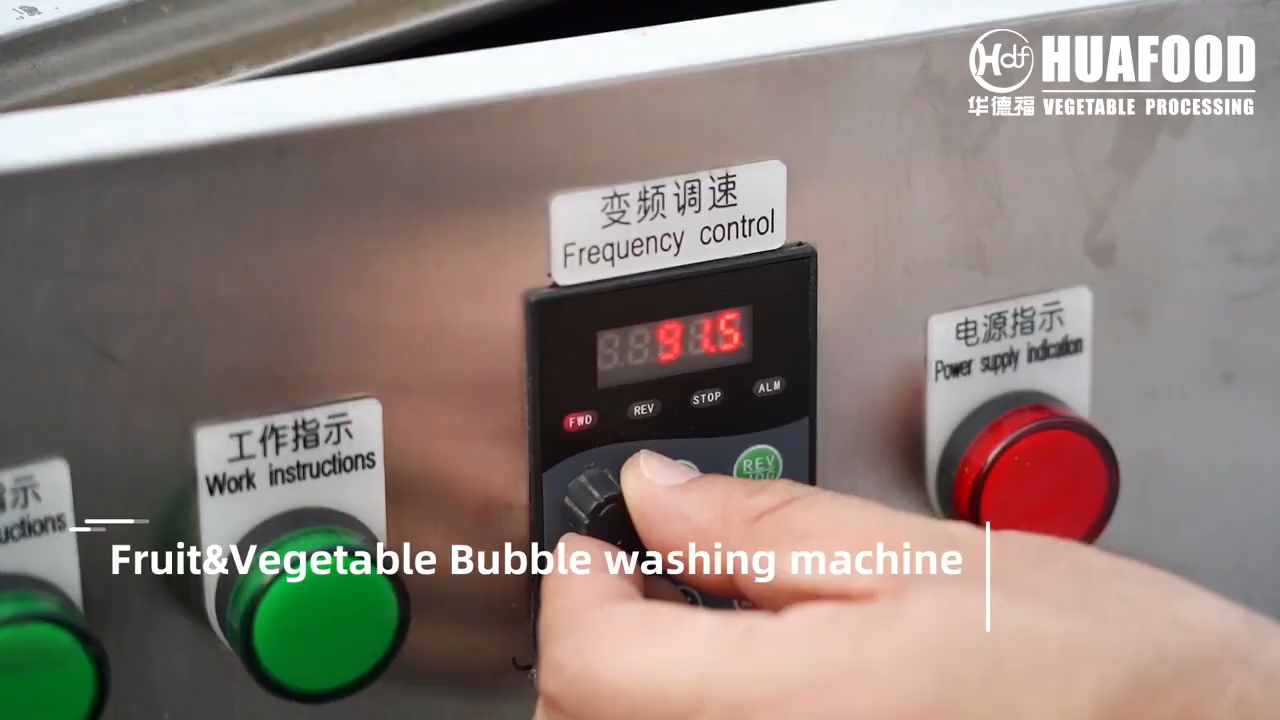 Hdf
HUAFOOD
华德福
VEGETABLE PROCESSING
变频调速
Frequency control
91.5
FWD
REV
STOP
ALM
REV
电源指示
Power supply indication
工作指示
Work instructions
示
uctions
Fruit&Vegetable Bubble washing machine